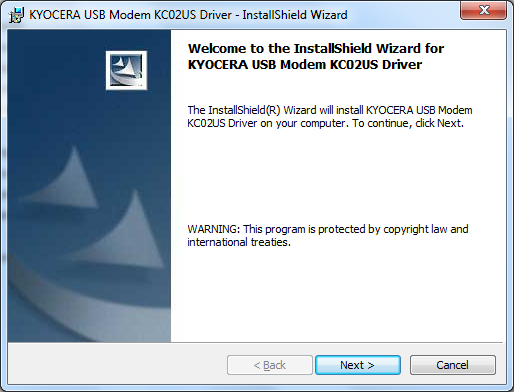 KYOCERA USB Modem KC02US Driver - InstallShield Wizard
Welcome to the InstallShield Wizard for
KYOCERA USB Modem KC02US Driver
The InstallShield(R) Wizard will install KYOCERA USB Modem
KC02US Driver on your computer. To continue, click Next.
WARNING: This program is protected by copyright law and
international treaties.
< Back
Next >
Cancel